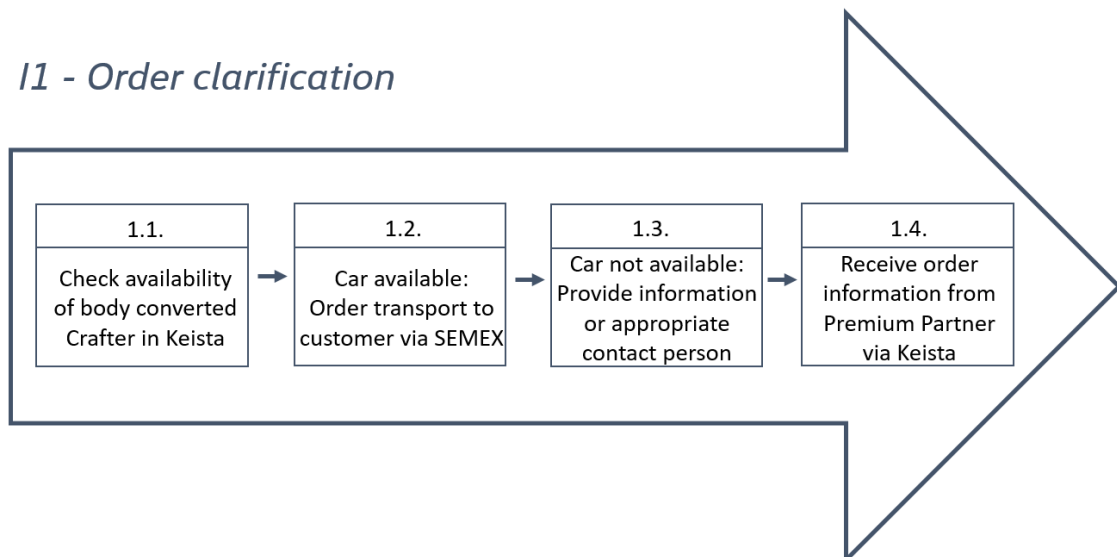 I1 - Order clarification
1.1.
Check availability
of body converted
Crafter in Keista
1.2.
Car available:
Order transport to
customer via SEMEX
1.3.
Car not available:
Provide information
or appropriate
contact person
1.4.
Receive order
information from
Premium Partner
via Keista